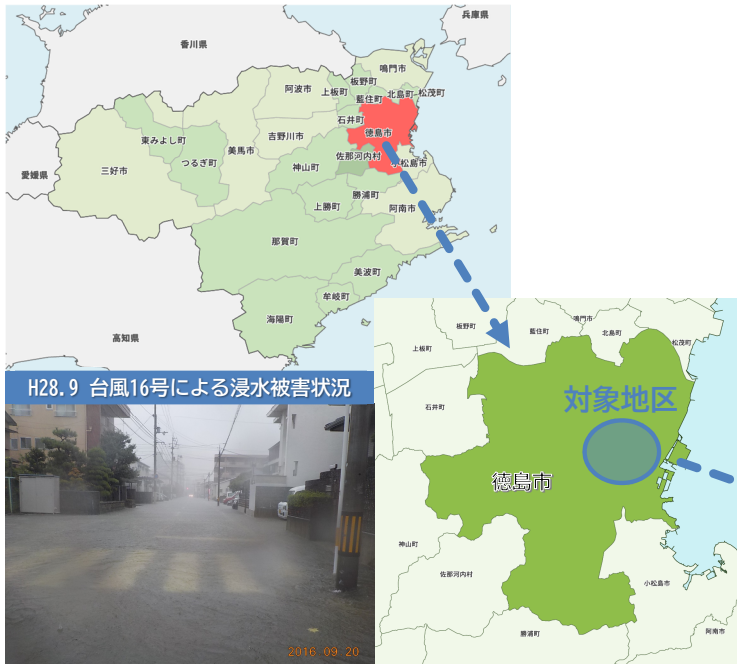 兵庫県
香川県
鳴門市
板野町
阿波市
上板町
北島町
松茂町
藍住町
石井町
徳島市
吉野川市
東みよし町
美馬市
佐那河内村
小松島市
つるぎ町
神山町
三好市
愛媛県
勝浦町
上勝町
阿南市
那賀町
美波町
牟岐町
海陽町
高知県
H28.9 台風16号による浸水被害状況
2016 09 20
鳴門市
板野町
藍住町
北島町
松茂町
上板町
対象地区
石井町
徳島市
神山町
佐那河内村
小松島市
勝浦町
阿南市